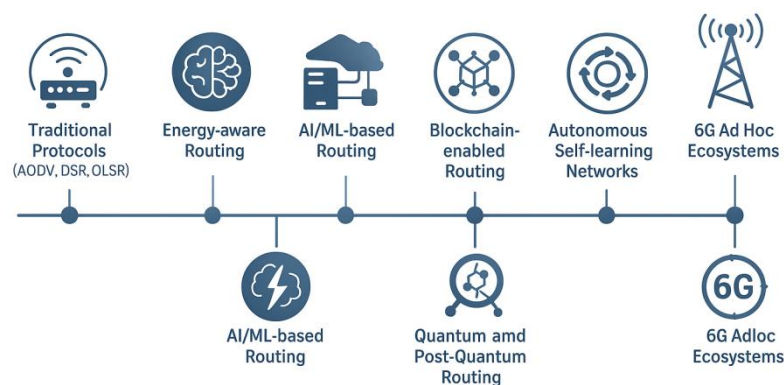 Traditional
Protocols
(AODV, DSR, OLSR)
Energy-aware
Routing
AI/ML-based
Routing
Blockchain-
enabled
Routing
Autonomous
Self-learning
Networks
6G Ad Hoc
Ecosystems
AI/ML-based
Routing
Quantum amd
Post-Quantum
Routing
6G
6G Adloc
Ecosystems